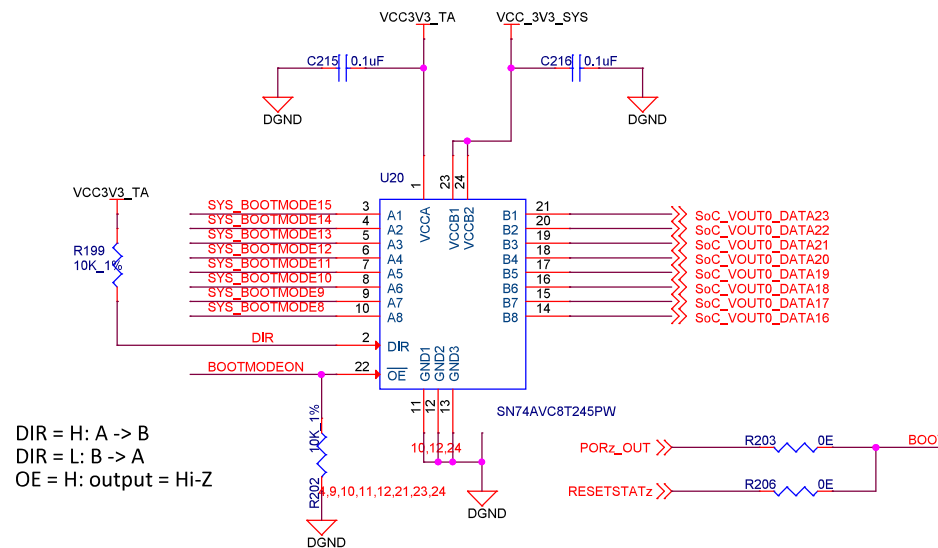 VCC3V3_TA
VCC_3V3_SYS
C215
0.1uF
C216
0.1uF
DGND
DGND
U20
1
23
24
VCCA
VCCB1
VCCB2
VCC3V3_TA
R199
10K_1%
SYS_BOOTMODE15 3 A1 B1 21 SoC_VOUT0_DATA23
SYS_BOOTMODE14 4 A2 B2 20 SoC_VOUT0_DATA22
SYS_BOOTMODE13 5 A3 B3 19 SoC_VOUT0_DATA21
SYS_BOOTMODE12 6 A4 B4 18 SoC_VOUT0_DATA20
SYS_BOOTMODE11 7 A5 B5 17 SoC_VOUT0_DATA19
SYS_BOOTMODE10 8 A6 B6 16 SoC_VOUT0_DATA18
SYS_BOOTMODE9 9 A7 B7 15 SoC_VOUT0_DATA17
SYS_BOOTMODE8 10 A8 B8 14 SoC_VOUT0_DATA16
DIR 2 DIR
BOOTMODEON 22 OE
GND1
GND2
GND3
11
12
13
SN74AVC8T245PW
10K_1%
R202
10,12,24
4,9,10,11,12,21,23,24
DGND
DGND
DIR = H: A -> B
DIR = L: B -> A
OE = H: output = Hi-Z
PORz_OUT R203 0E BOO
RESETSTATz R206 0E